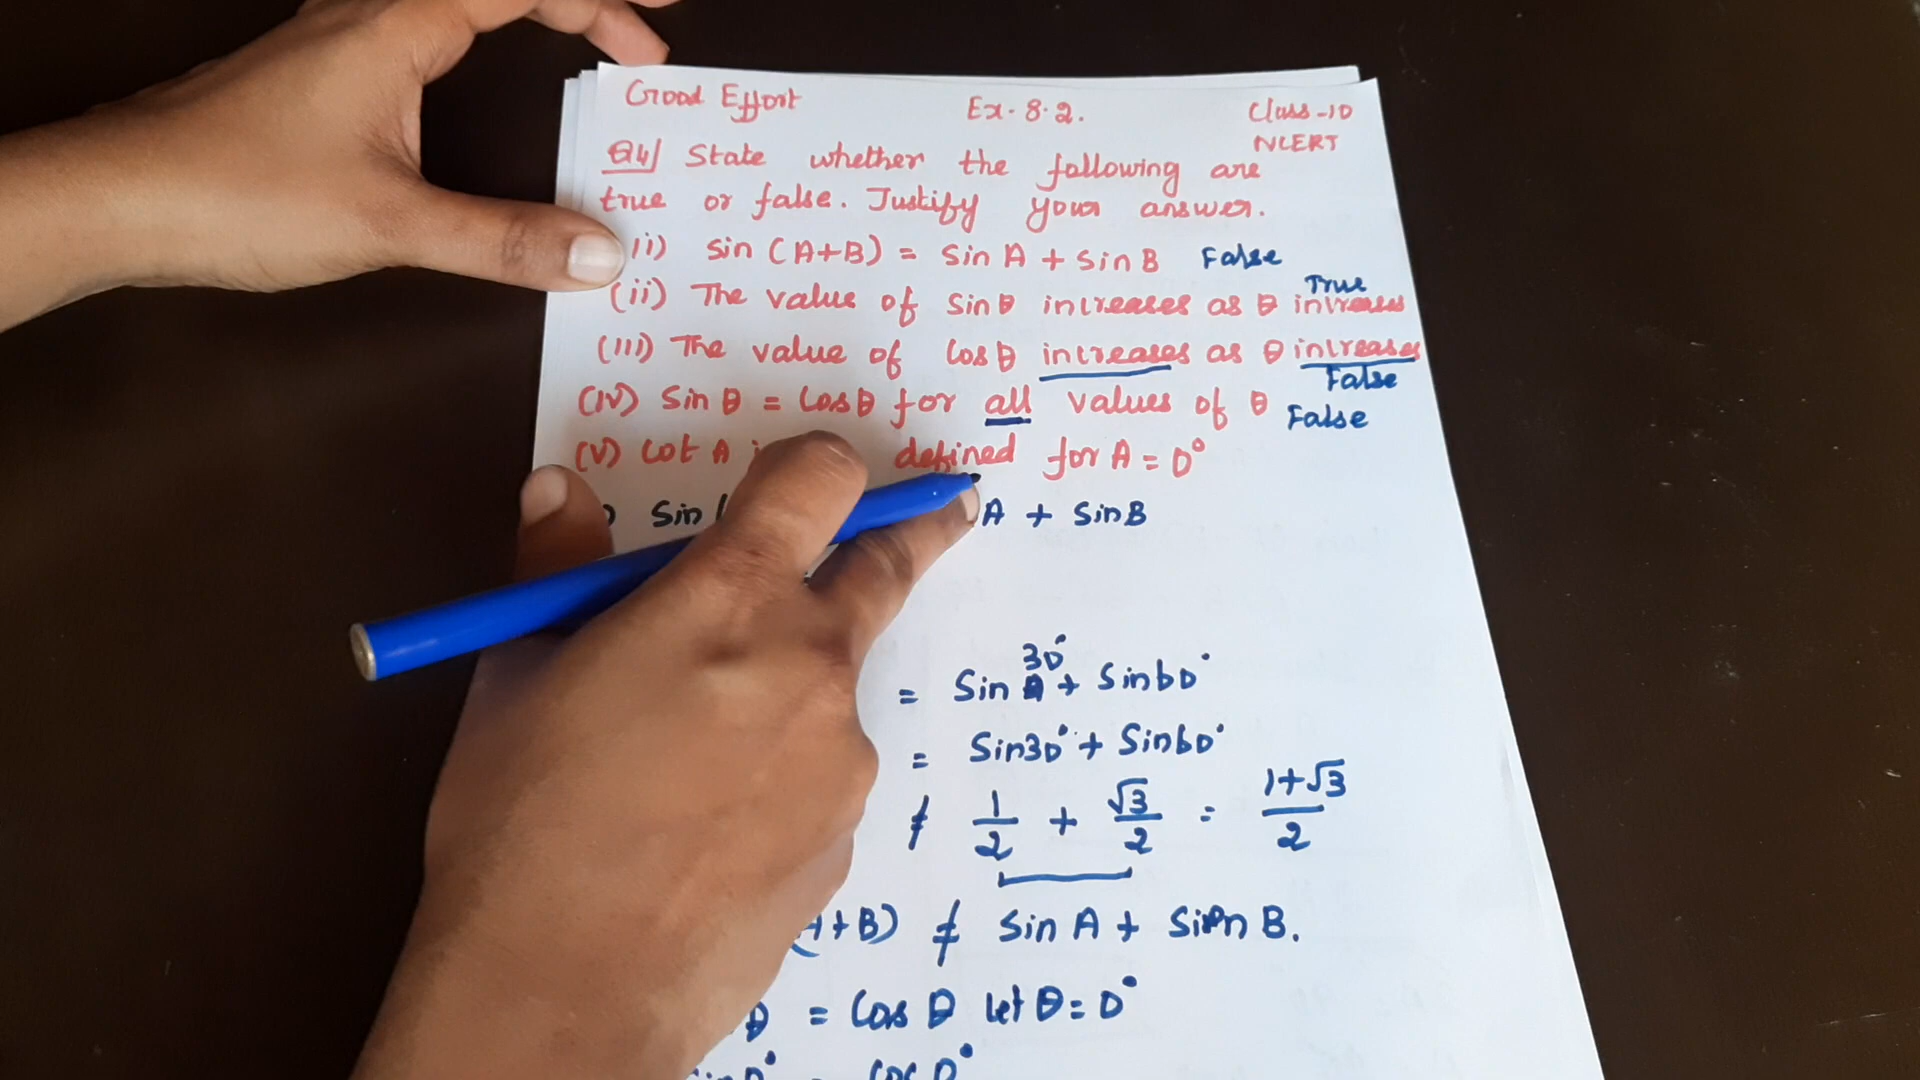 Good Effort Ex. 8.2. Class-10
NCERT
Q4/ State whether the following are
true or false. Justify your answer.
(i) sin (A+B) = sin A + sin B False
(ii) The value of sin θ increases as θ increases True
(iii) The value of cos θ increases as θ increases False
(iv) sin θ = cos θ for all values of θ False
(v) cot A defined for A = 0°
Sin A + sin B
= Sin 30° + Sin 60°
= Sin 30° + Sin 60°
≠ 1/2 + √3/2 = 1+√3/2
A+B) ≠ sin A + Sin B.
θ = cos θ let θ = 0°
0° = cos 0°